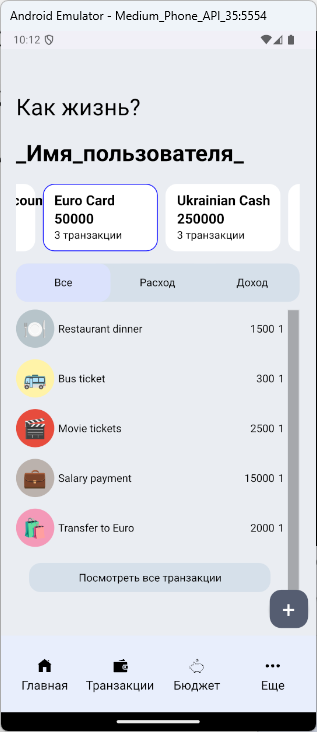 Android Emulator - Medium_Phone_API_35:5554
10:12
Как жизнь?
_Имя_пользователя_
coun
Euro Card
50000
3 транзакции
Ukrainian Cash
250000
3 транзакции
Все Расход Доход
Restaurant dinner 1500 1
Bus ticket 300 1
Movie tickets 2500 1
Salary payment 15000 1
Transfer to Euro 2000 1
Посмотреть все транзакции
+
Главная Транзакции Бюджет Еще